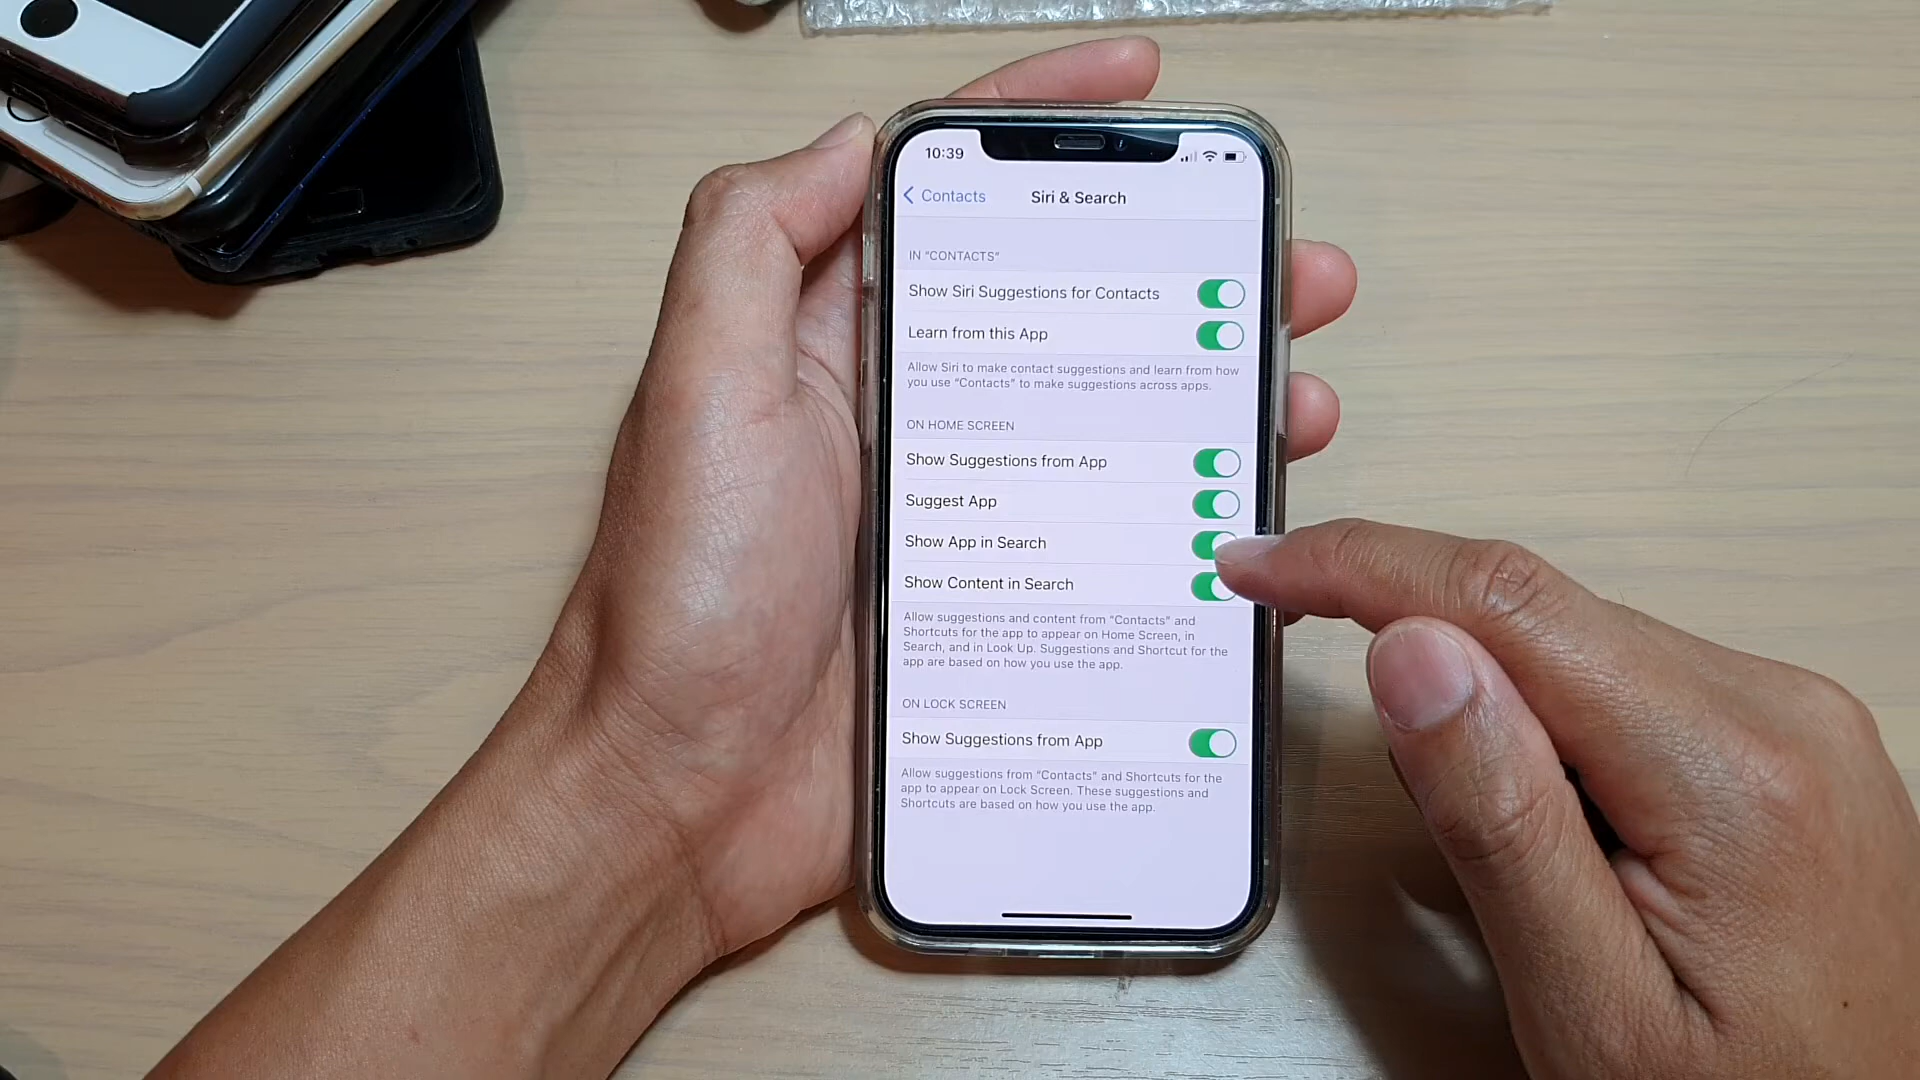 10:39
Contacts
Siri & Search
IN “CONTACTS”
Show Siri Suggestions for Contacts
Learn from this App
Allow Siri to make contact suggestions and learn from how
you use “Contacts” to make suggestions across apps.
ON HOME SCREEN
Show Suggestions from App
Suggest App
Show App in Search
Show Content in Search
Allow suggestions and content from “Contacts” and
Shortcuts for the app to appear on Home Screen, in
Search, and in Look Up. Suggestions and Shortcut for the
app are based on how you use the app.
ON LOCK SCREEN
Show Suggestions from App
Allow suggestions from “Contacts” and Shortcuts for the
app to appear on Lock Screen. These suggestions and
Shortcuts are based on how you use the app.